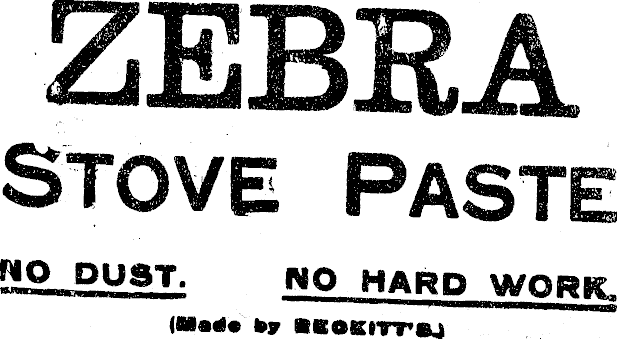 ZEBRA
STOVE PASTE
NO DUST. NO HARD WORK.
(Made by RECKITT'S.)